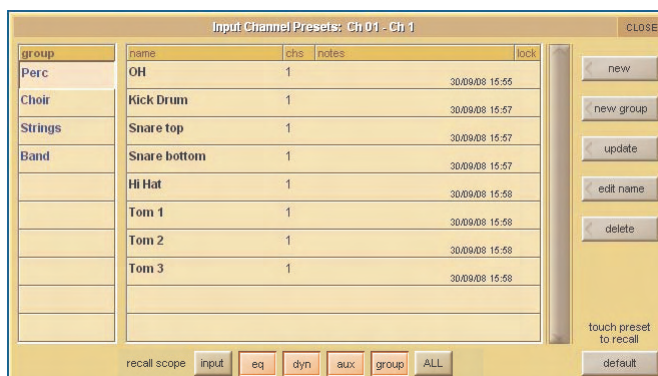 Input Channel Presets: Ch 01 - Ch 1
CLOSE
group
name chs notes lock
Perc
Choir
Strings
Band
OH 1 30/09/08 15:55
Kick Drum 1 30/09/08 15:57
Snare top 1 30/09/08 15:57
Snare bottom 1 30/09/08 15:57
Hi Hat 1 30/09/08 15:58
Tom 1 1 30/09/08 15:58
Tom 2 1 30/09/08 15:58
Tom 3 1 30/09/08 15:58
new
new group
update
edit name
delete
touch preset
to recall
default
recall scope input eq dyn aux group ALL